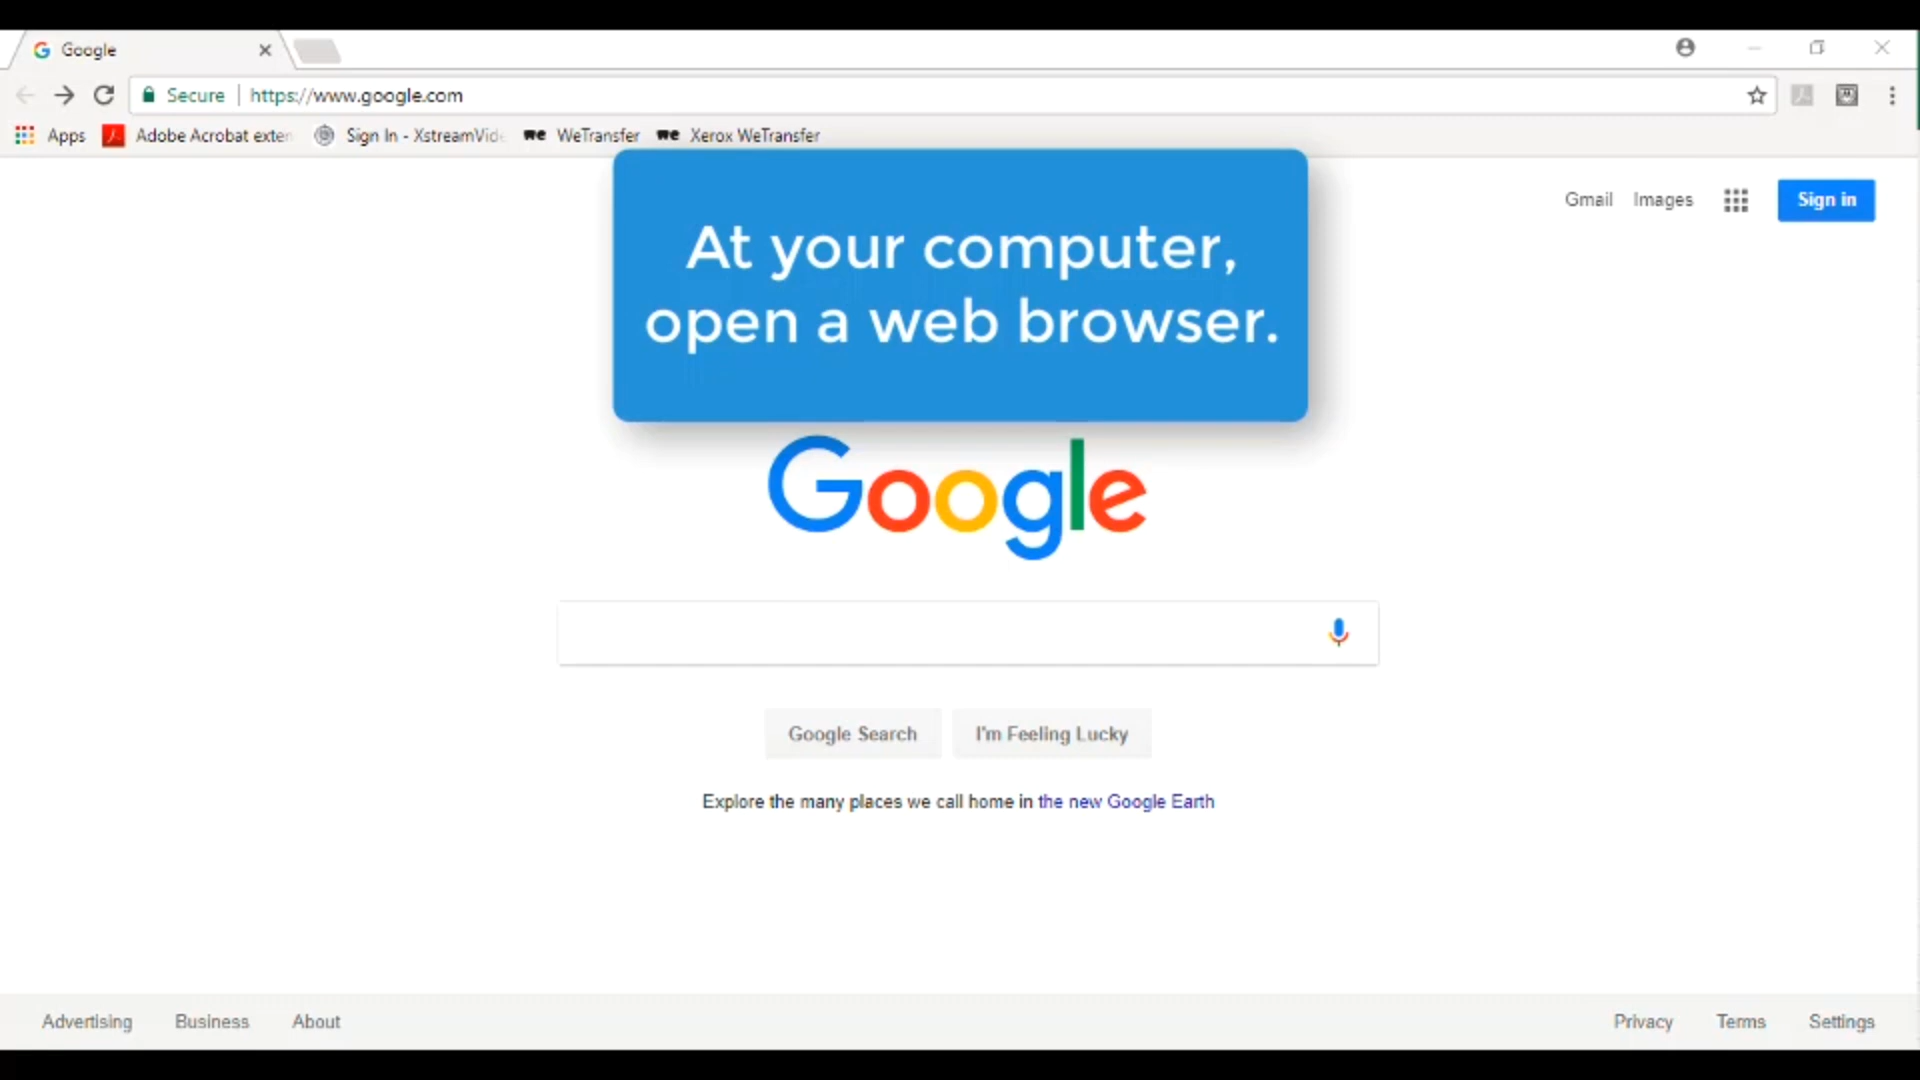 Google
Secure | https://www.google.com
Apps Adobe Acrobat exten Sign In - XstreamVid WeTransfer Xerox WeTransfer
Gmail Images Sign in
At your computer,
open a web browser.
Google
Google Search I'm Feeling Lucky
Explore the many places we call home in the new Google Earth
Advertising Business About Privacy Terms Settings